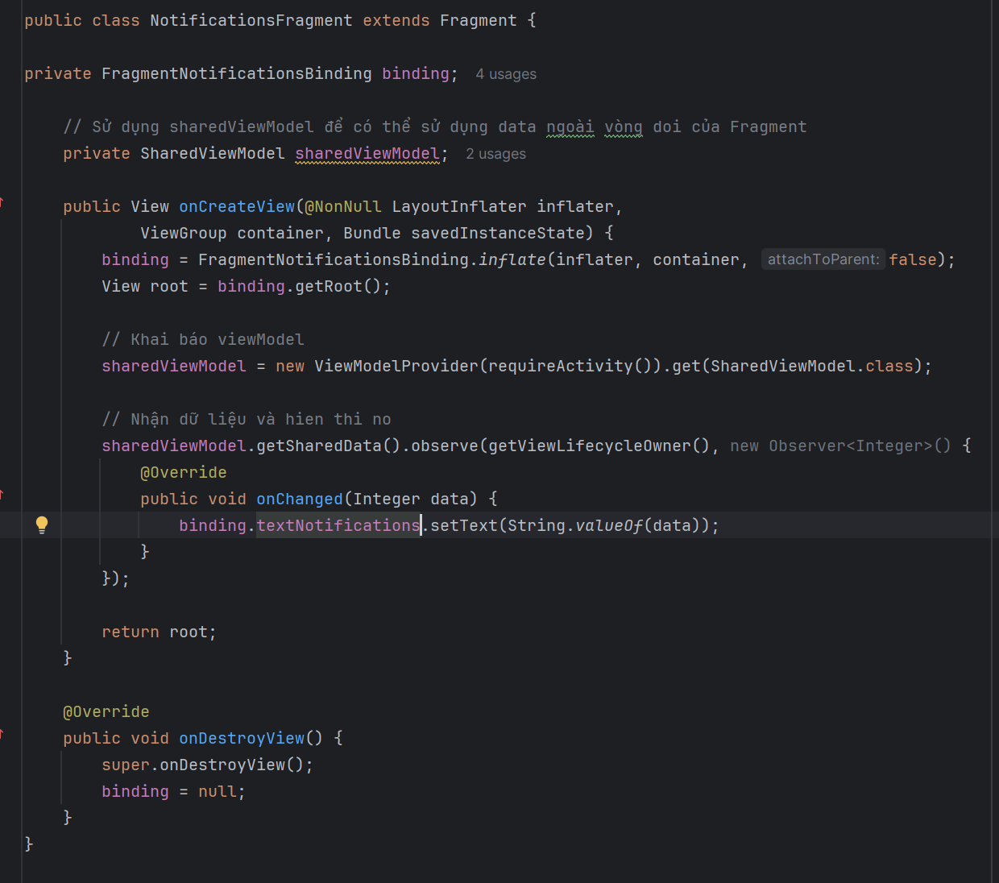 public class NotificationsFragment extends Fragment {
private FragmentNotificationsBinding binding; 4 usages
// Sử dụng sharedViewModel để có thể sử dụng data ngoài vòng doi của Fragment
private SharedViewModel sharedViewModel; 2 usages
public View onCreateView(@NonNull LayoutInflater inflater,
ViewGroup container, Bundle savedInstanceState) {
binding = FragmentNotificationsBinding.inflate(inflater, container, attachToParent: false);
View root = binding.getRoot();
// Khai báo viewModel
sharedViewModel = new ViewModelProvider(requireActivity()).get(SharedViewModel.class);
// Nhận dữ liệu và hien thi no
sharedViewModel.getSharedData().observe(getViewLifecycleOwner(), new Observer<Integer>() {
@Override
public void onChanged(Integer data) {
binding.textNotifications.setText(String.valueOf(data));
}
});
return root;
}
@Override
public void onDestroyView() {
super.onDestroyView();
binding = null;
}
}